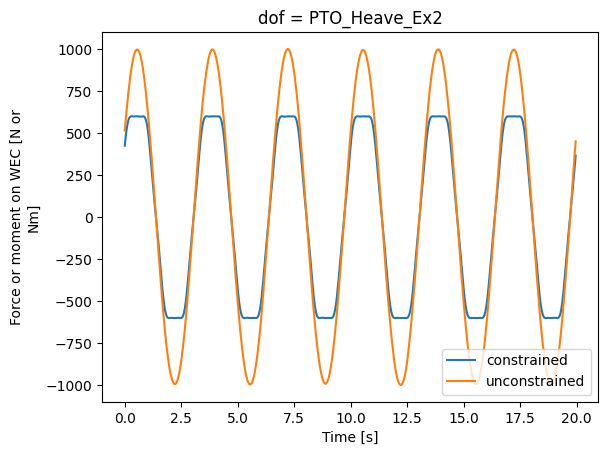 dof = PTO_Heave_Ex2
Force or moment on WEC [N or
Nm]
1000
750
500
250
0
−250
−500
−750
−1000
constrained
unconstrained
0.0 2.5 5.0 7.5 10.0 12.5 15.0 17.5 20.0
Time [s]